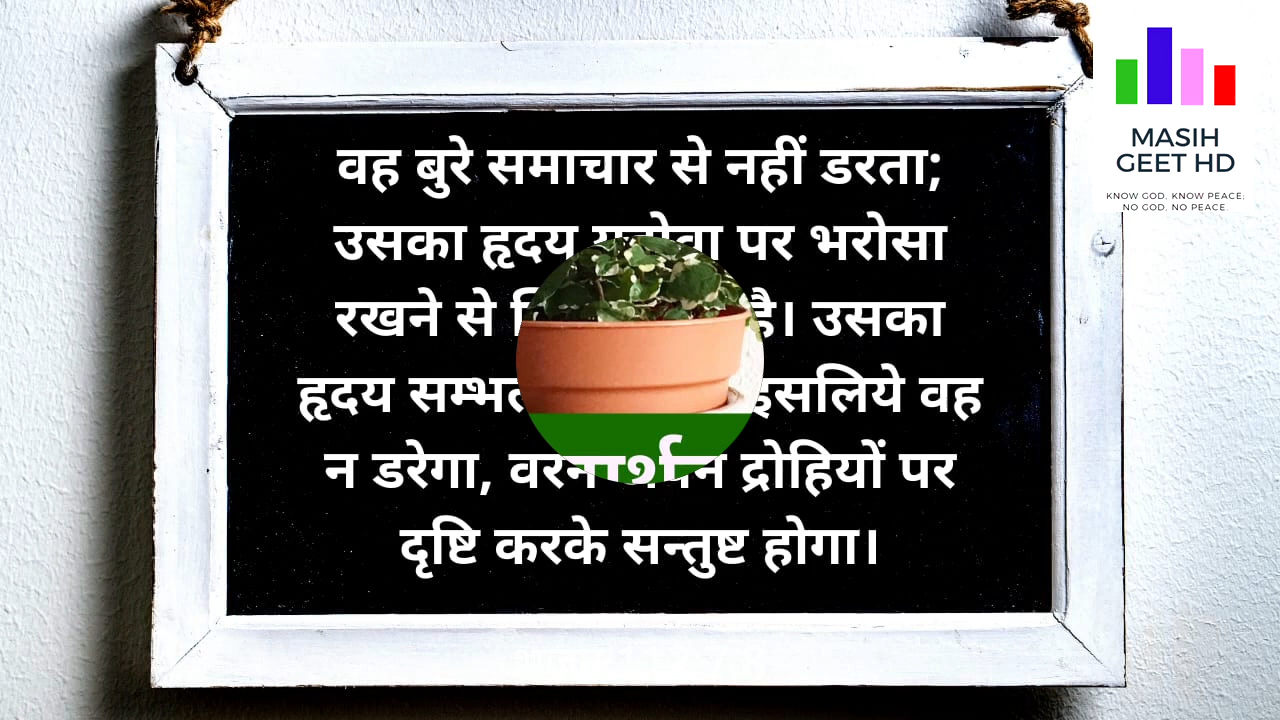 वह बुरे समाचार से नहीं डरता;
उसका हृदय पर भरोसा
रखने से है। उसका
हृदय इसलिये वह
न डरेगा, द्रोहियों पर
दृष्टि करके सन्तुष्ट होगा।
MASIH
GEET HD
KNOW GOD, KNOW PEACE;
NO GOD, NO PEACE.